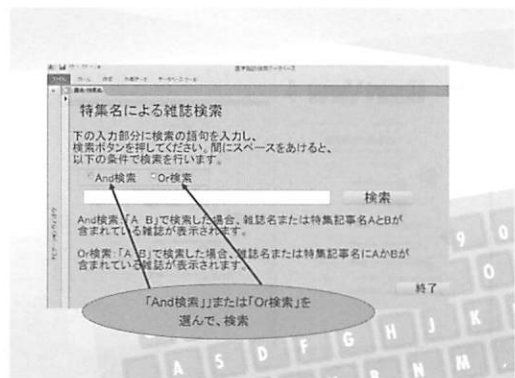 特集名による雑誌検索
下の入力部分に検索の語句を入力し、
検索ボタンを押してください。間にスペースをあけると、
以下の条件で検索を行います。
And検索 Or検索
検索
And検索:「A B」で検索した場合、雑誌名または特集記事名AとBが
含まれている雑誌が表示されます。
Or検索:「A B」で検索した場合、雑誌名または特集記事名にAかBが
含まれている雑誌が表示されます。
終了
「And検索」」または「Or検索」を
選んで、検索
9 0
O
G H J K
A S D F
B N M